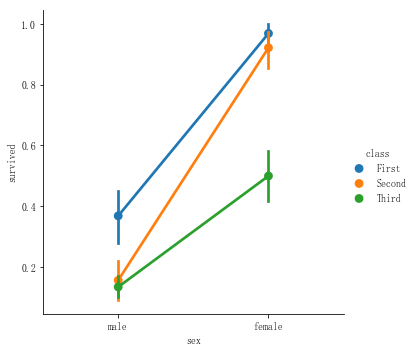 1.0
0.8
0.6
0.4
0.2
survived
male
female
sex
class
First
Second
Third